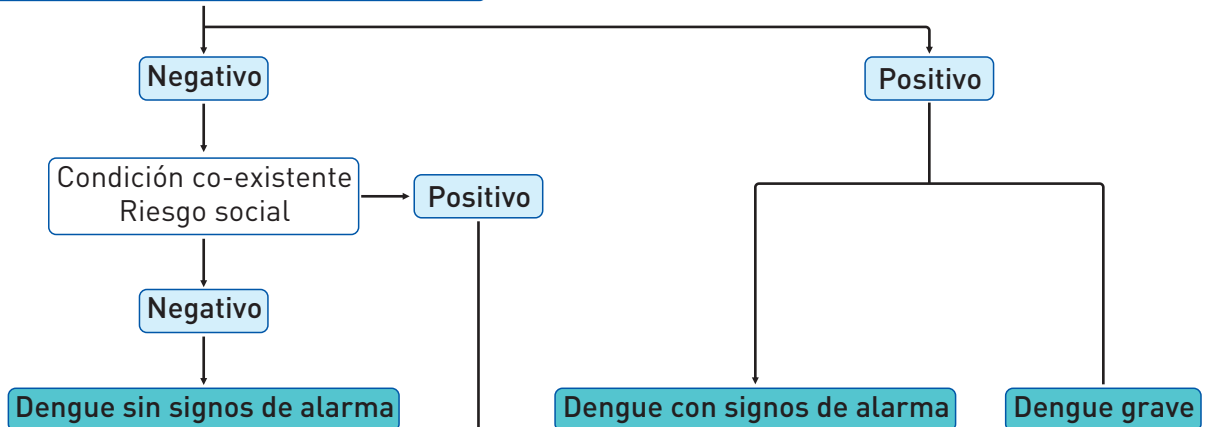 Negativo
Positivo
Condición co-existente
Riesgo social
Positivo
Negativo
Dengue sin signos de alarma
Dengue con signos de alarma
Dengue grave